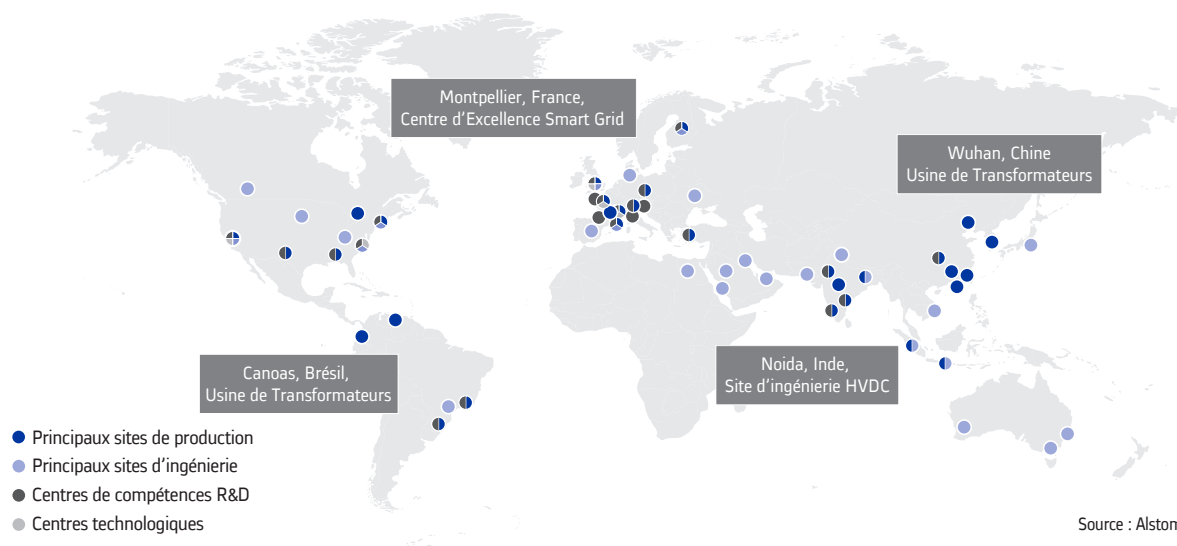 Montpellier, France,
Centre d'Excellence Smart Grid
Wuhan, Chine
Usine de Transformateurs
Canoas, Brésil,
Usine de Transformateurs
Noida, Inde,
Site d'ingénierie HVDC
Principaux sites de production
Principaux sites d'ingénierie
Centres de compétences R&D
Centres technologiques
Source : Alstom